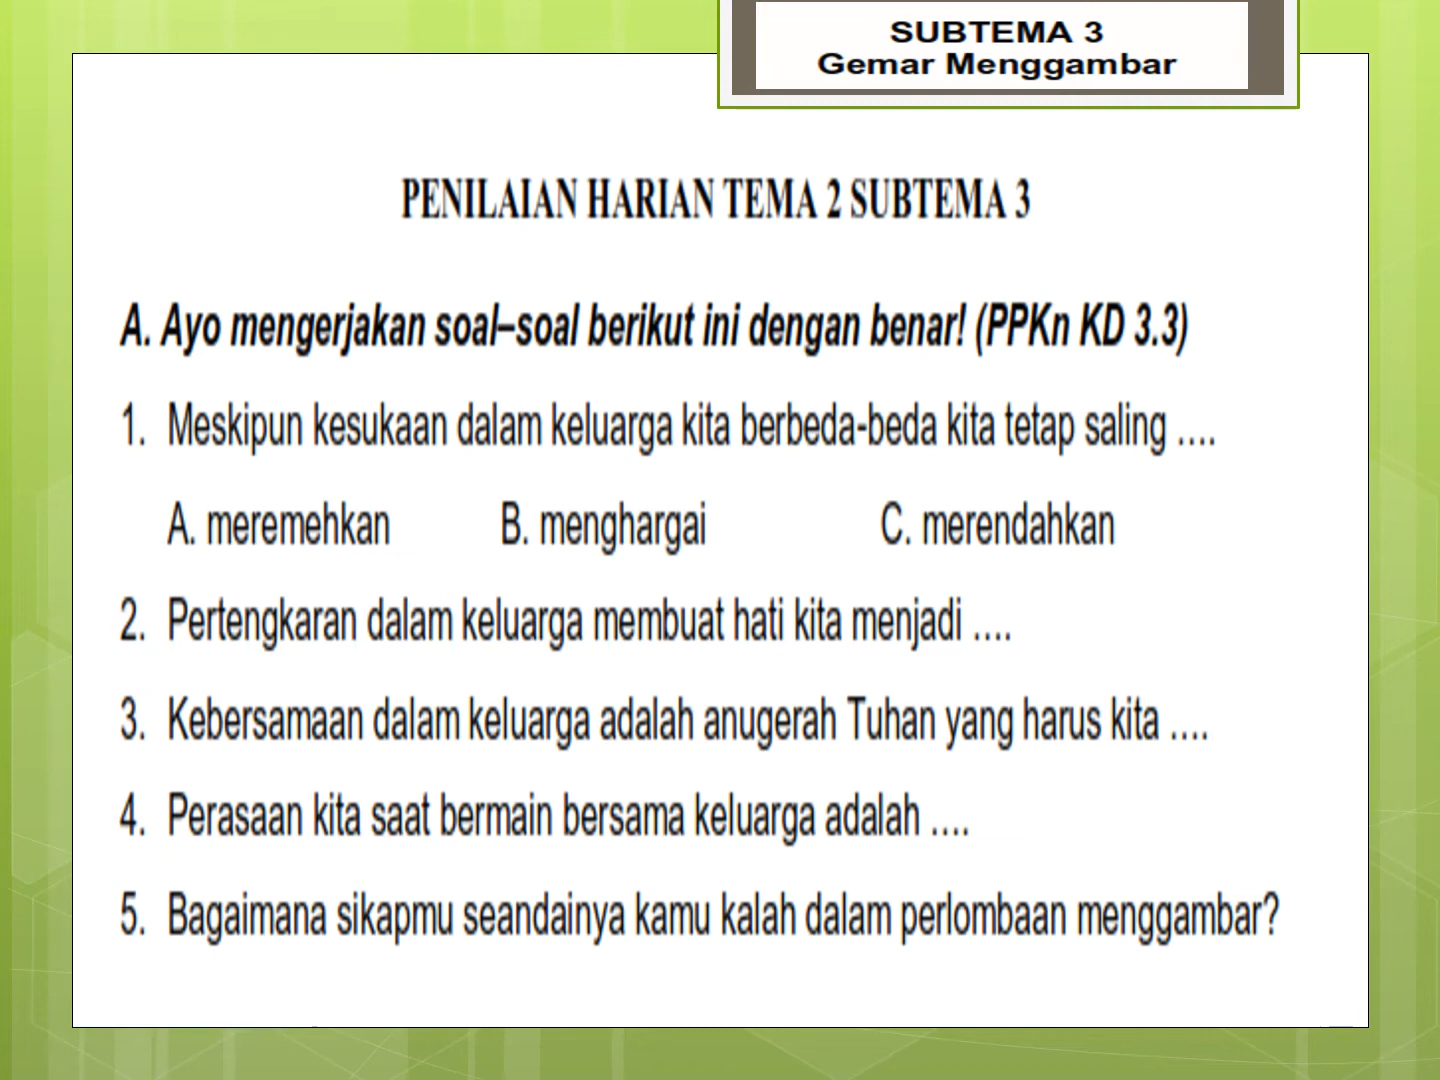 SUBTEMA 3
Gemar Menggambar
PENILAIAN HARIAN TEMA 2 SUBTEMA 3
A. Ayo mengerjakan soal–soal berikut ini dengan benar! (PPKn KD 3.3)
1. Meskipun kesukaan dalam keluarga kita berbeda-beda kita tetap saling ....
A. meremehkan B. menghargai C. merendahkan
2. Pertengkaran dalam keluarga membuat hati kita menjadi ....
3. Kebersamaan dalam keluarga adalah anugerah Tuhan yang harus kita ....
4. Perasaan kita saat bermain bersama keluarga adalah ....
5. Bagaimana sikapmu seandainya kamu kalah dalam perlombaan menggambar?